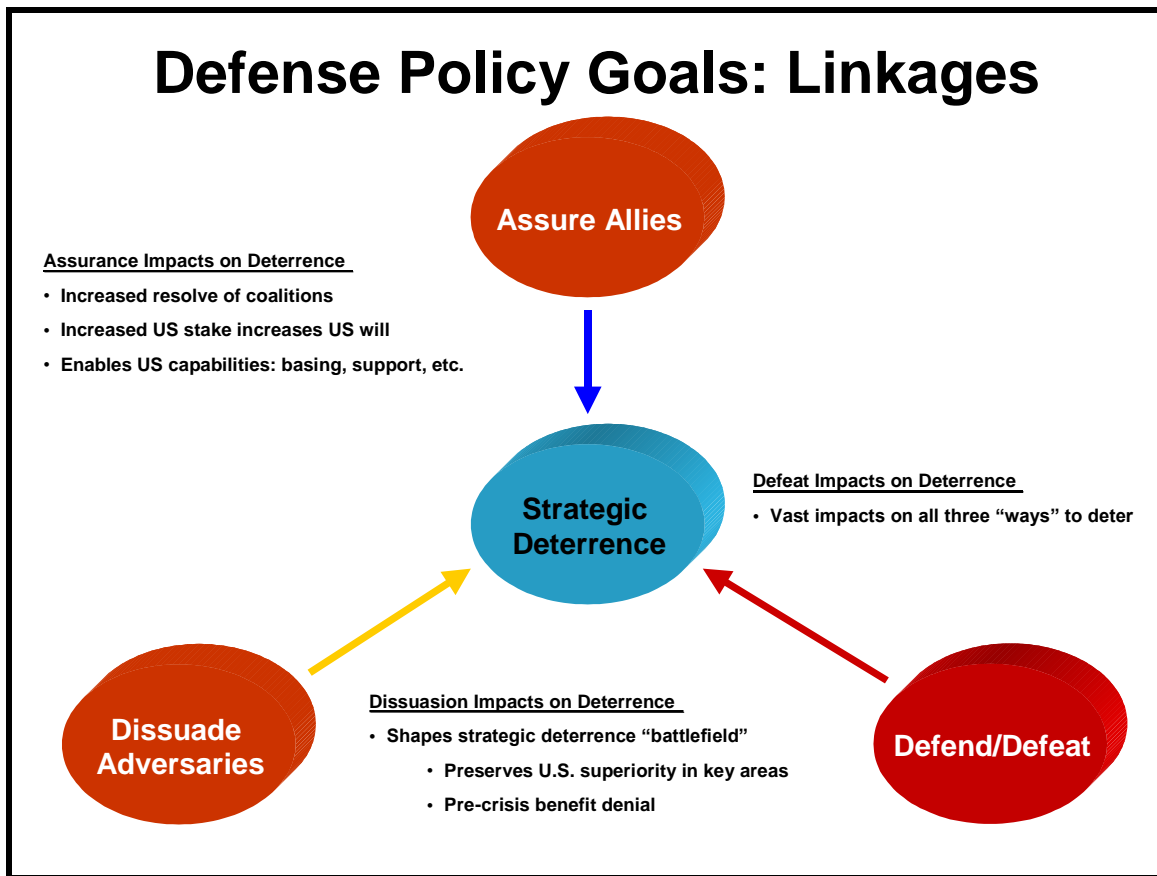 Defense Policy Goals: Linkages
Assure Allies
Assurance Impacts on Deterrence
• Increased resolve of coalitions
• Increased US stake increases US will
• Enables US capabilities: basing, support, etc.
Strategic
Deterrence
Defeat Impacts on Deterrence
• Vast impacts on all three “ways” to deter
Dissuade
Adversaries
Dissuasion Impacts on Deterrence
• Shapes strategic deterrence “battlefield”
• Preserves U.S. superiority in key areas
• Pre-crisis benefit denial
Defend/Defeat